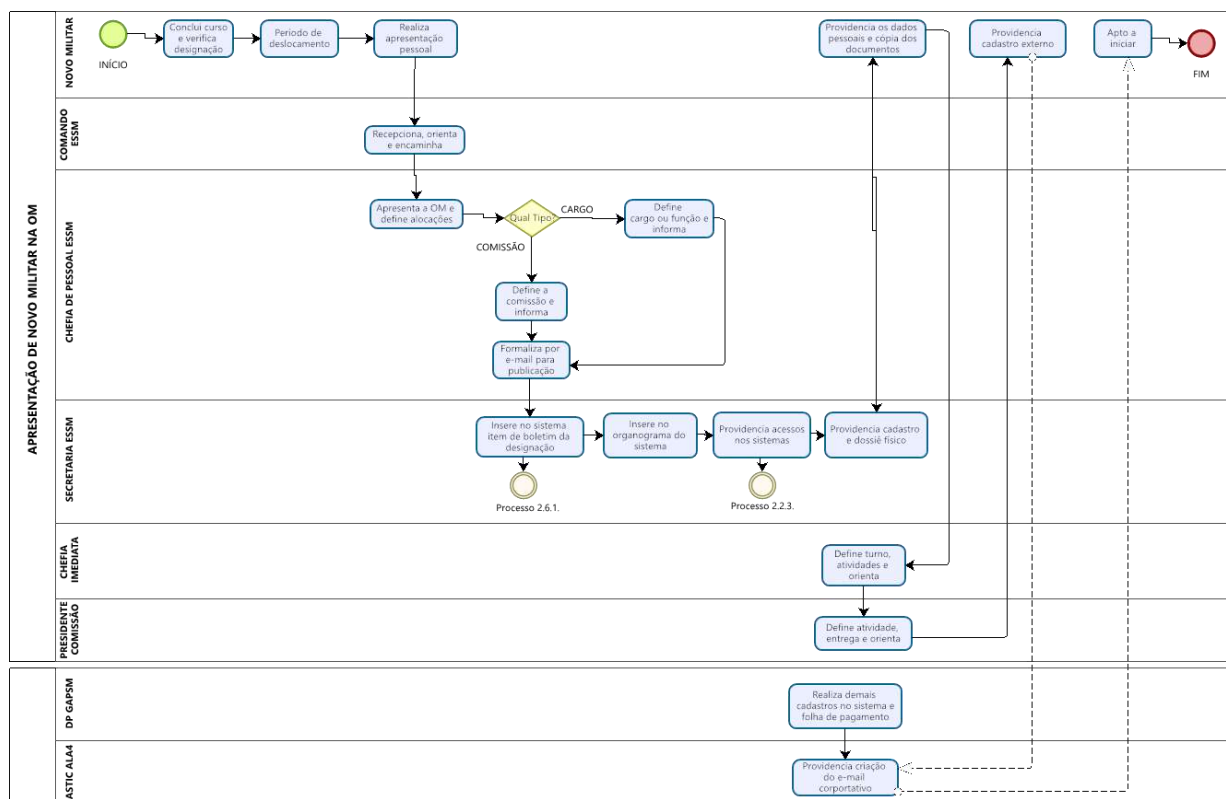 APRESENTAÇÃO DE NOVO MILITAR NA OM
NOVO MILITAR
INÍCIO
Conclui curso
e verifica
designação
Periodo de
deslocamento
Realiza
apresentação
pessoal
Providencia os dados
pessoais e cópia dos
documentos
Providencia
cadastro externo
Apto a
iniciar
FIM
COMANDO
ESSM
Recepciona, orienta
e encaminha
CHEFIA DE PESSOAL ESSM
Apresenta a OM e
define alocações
Qual Tipo?
CARGO
COMISSÃO
Define
cargo ou função e
informa
Define a
comissão e
informa
Formaliza por
e-mail para
publicação
SECRETARIA ESSM
Insere no sistema
item de boletim da
designação
Insere no
organograma do
sistema
Providencia acessos
nos sistemas
Providencia cadastro
e dossiê físico
Processo 2.6.1.
Processo 2.2.3.
CHEFIA
IMEDIATA
Define turno,
atividades e
orienta
PRESIDENTE
COMISSÃO
Define atividade,
entrega e orienta
DP GAPSM
Realiza demais
cadastros no sistema e
folha de pagamento
ASTIC ALA4
Providencia criação
do e-mail
corportativo